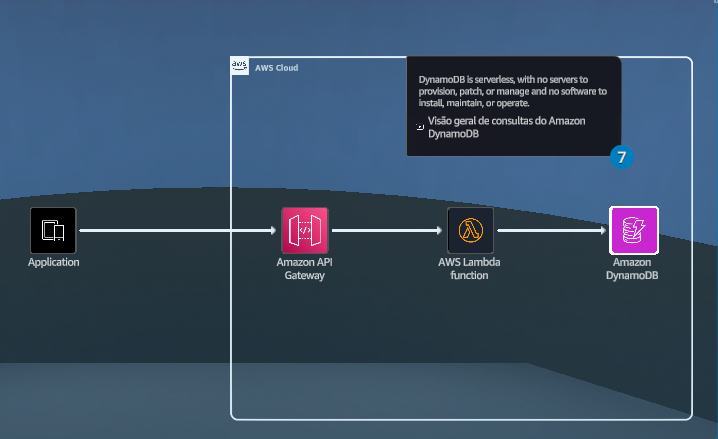 aws
AWS Cloud
DynamoDB is serverless, with no servers to
provision, patch, or manage and no software to
install, maintain, or operate.
Visão geral de consultas do Amazon
DynamoDB
7
Application
Amazon API
Gateway
AWS Lambda
function
Amazon
DynamoDB